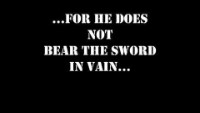 ...FOR HE DOES
NOT
BEAR THE SWORD
IN VAIN...